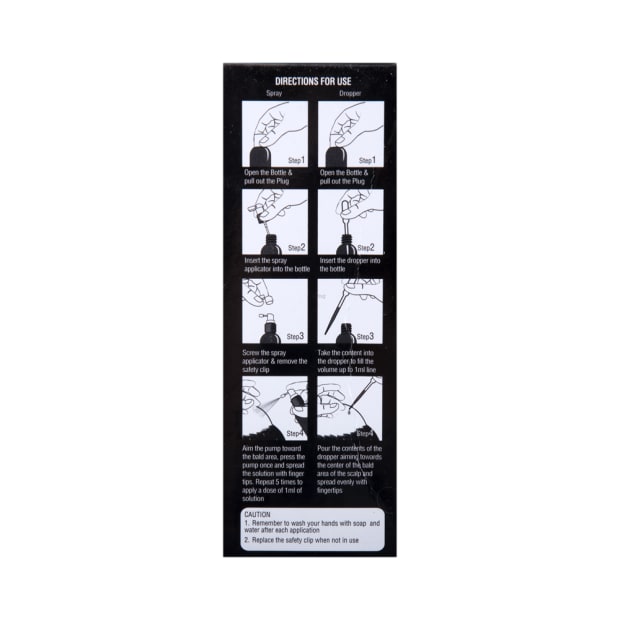 DIRECTIONS FOR USE
Spray
Dropper
Step1
Open the Bottle &
pull out the Plug
Step1
Open the Bottle &
pull out the Plug
Step2
Insert the spray
applicator into the bottle
Step2
Insert the dropper into
the bottle
Step3
Screw the spray
applicator & remove the
safety clip
Step3
Take the content into
the dropper to fill the
volume up to 1ml line
Step4
Aim the pump toward
the bald area, press the
pump once and spread
the solution with finger
tips. Repeat 5 times to
apply a dose of 1ml of
solution
Step4
Pour the contents of the
dropper aiming towards
the center of the bald
area of the scalp and
spread evenly with
fingertips
CAUTION
1. Remember to wash your hands with soap and
water after each application
2. Replace the safety clip when not in use